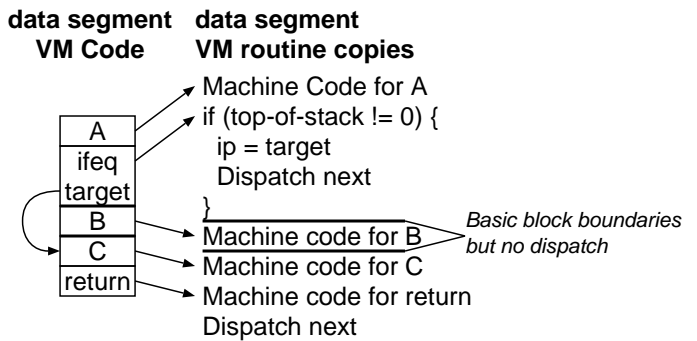 data segment
VM Code
data segment
VM routine copies
A
ifeq
target
B
C
return
Machine Code for A
if (top-of-stack != 0) {
ip = target
Dispatch next
}
Machine code for B
Machine code for C
Machine code for return
Dispatch next
Basic block boundaries
but no dispatch